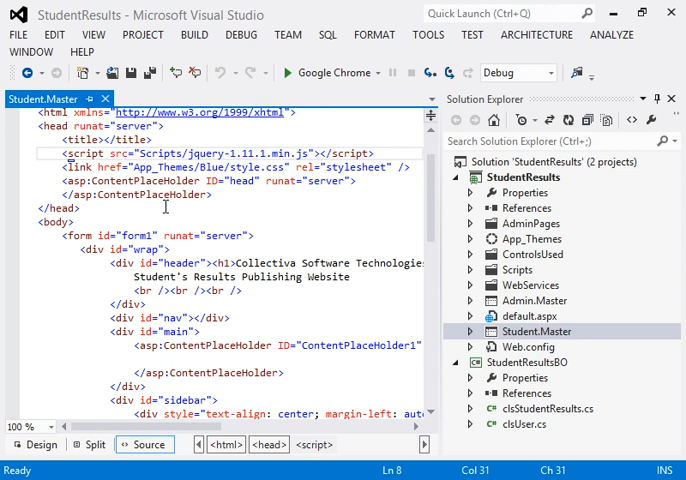 StudentResults - Microsoft Visual Studio
Quick Launch (Ctrl+Q)
FILE EDIT VIEW PROJECT BUILD DEBUG TEAM SQL FORMAT TOOLS TEST ARCHITECTURE ANALYZE
WINDOW HELP
Google Chrome Debug
Student.Master
<html xmlns="http://www.w3.org/1999/xhtml">
<head runat="server">
<title></title>
<script src="Scripts/jquery-1.11.1.min.js"></script>
<link href="App_Themes/Blue/style.css" rel="stylesheet" />
<asp:ContentPlaceHolder ID="head" runat="server">
</asp:ContentPlaceHolder>
</head>
<body>
<form id="form1" runat="server">
<div id="wrap">
<div id="header"><h1>Collectiva Software Technologies
Student's Results Publishing Website
<br /><br /><br />
</div>
<div id="nav"></div>
<div id="main">
<asp:ContentPlaceHolder ID="ContentPlaceHolder1"
</asp:ContentPlaceHolder>
</div>
<div id="sidebar">
<div style="text-align: center; margin-left: auto
100 %
Design Split Source <html> <head> <script>
Solution Explorer
Search Solution Explorer (Ctrl+;)
Solution 'StudentResults' (2 projects)
StudentResults
Properties
References
AdminPages
App_Themes
ControlsUsed
Scripts
WebServices
Admin.Master
default.aspx
Student.Master
Web.config
StudentResultsBO
Properties
References
C# clsStudentResults.cs
C# clsUser.cs
Ready Ln 8 Col 31 Ch 31 INS